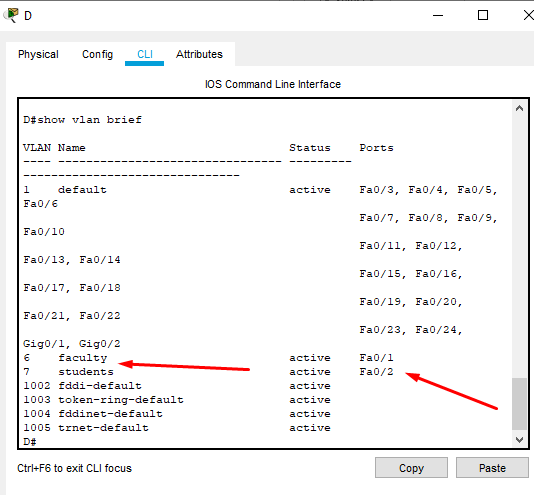 D
Physical Config CLI Attributes
IOS Command Line Interface
D#show vlan brief
VLAN Name Status Ports
---- -------------------------------- --------- 
-------------------------------
1 default active Fa0/3, Fa0/4, Fa0/5,
Fa0/6
Fa0/7, Fa0/8, Fa0/9,
Fa0/10
Fa0/11, Fa0/12,
Fa0/13, Fa0/14
Fa0/15, Fa0/16,
Fa0/17, Fa0/18
Fa0/19, Fa0/20,
Fa0/21, Fa0/22
Fa0/23, Fa0/24,
Gig0/1, Gig0/2
6 faculty active Fa0/1
7 students active Fa0/2
1002 fddi-default active
1003 token-ring-default active
1004 fddinet-default active
1005 trnet-default active
D#
Ctrl+F6 to exit CLI focus Copy Paste